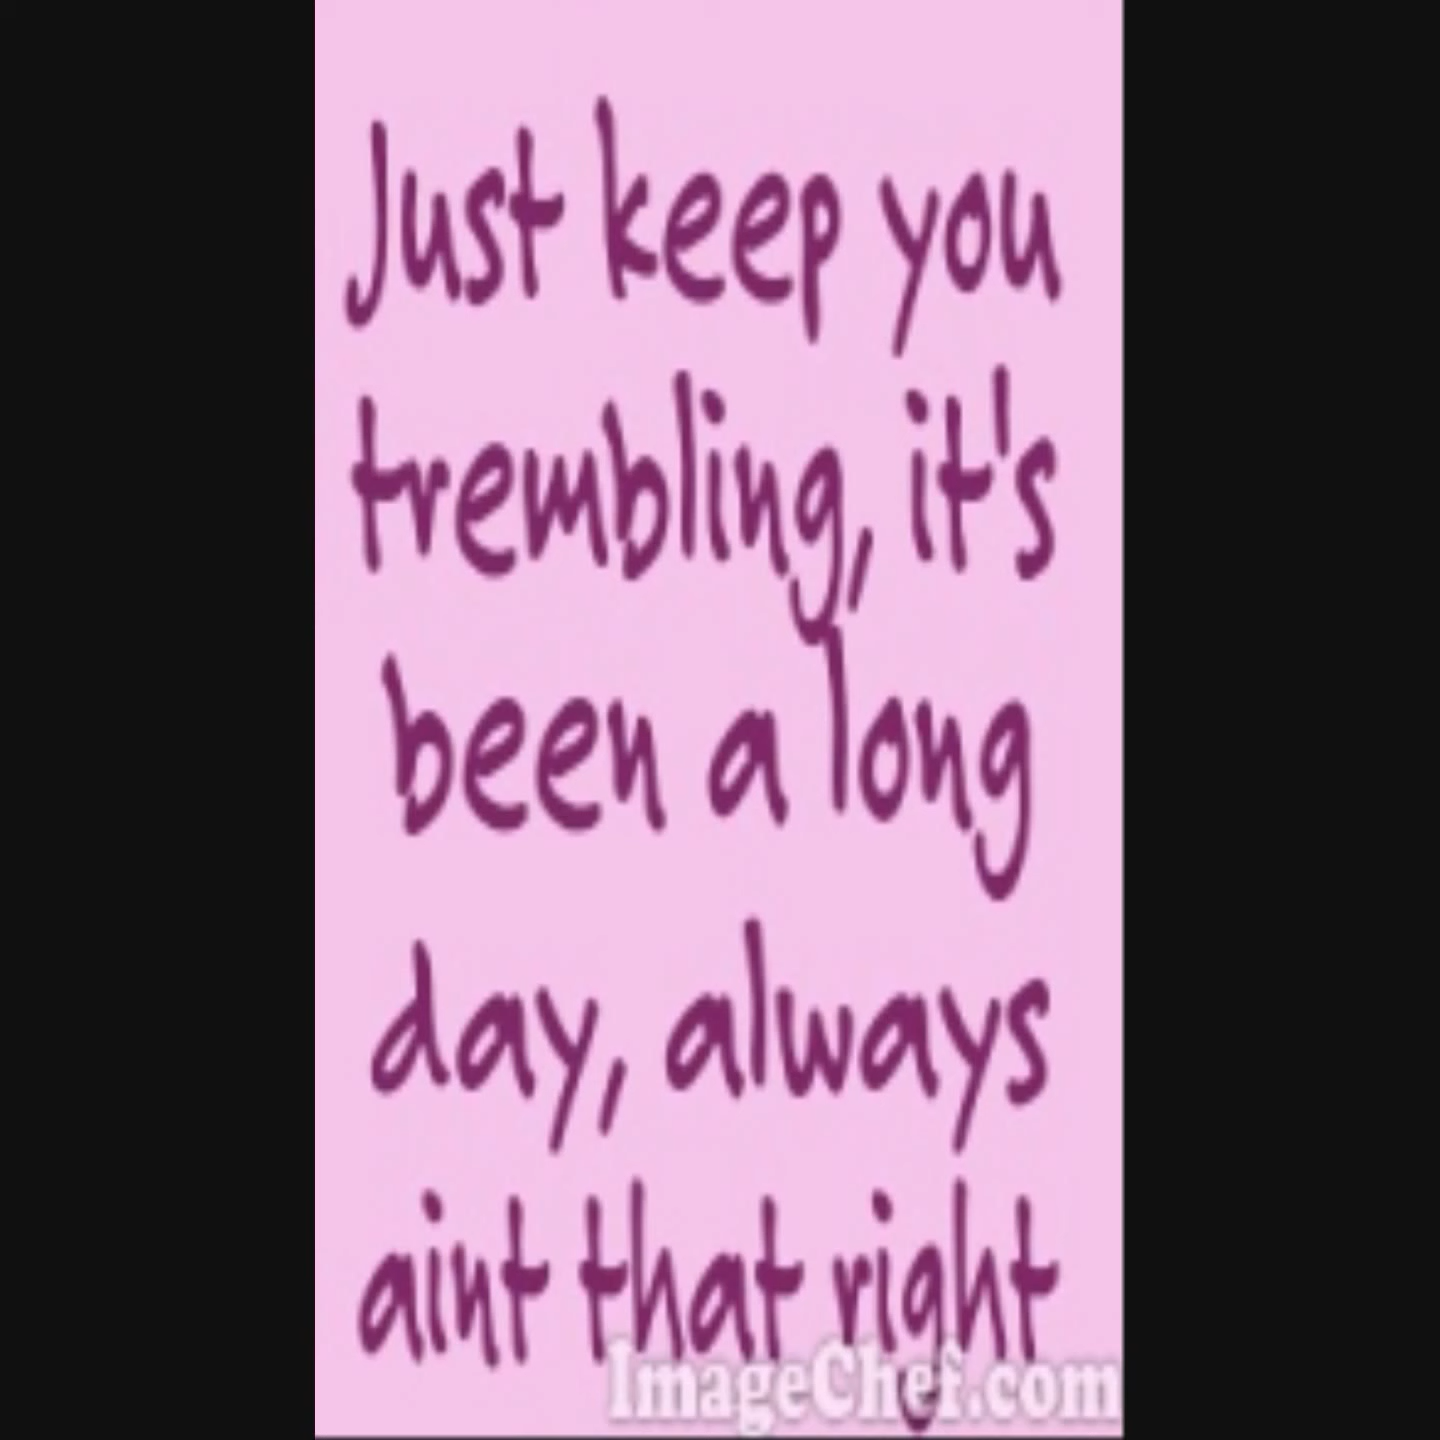 Just keep you
trembling, it's
been a long
day, always
aint that right
ImageChef.com